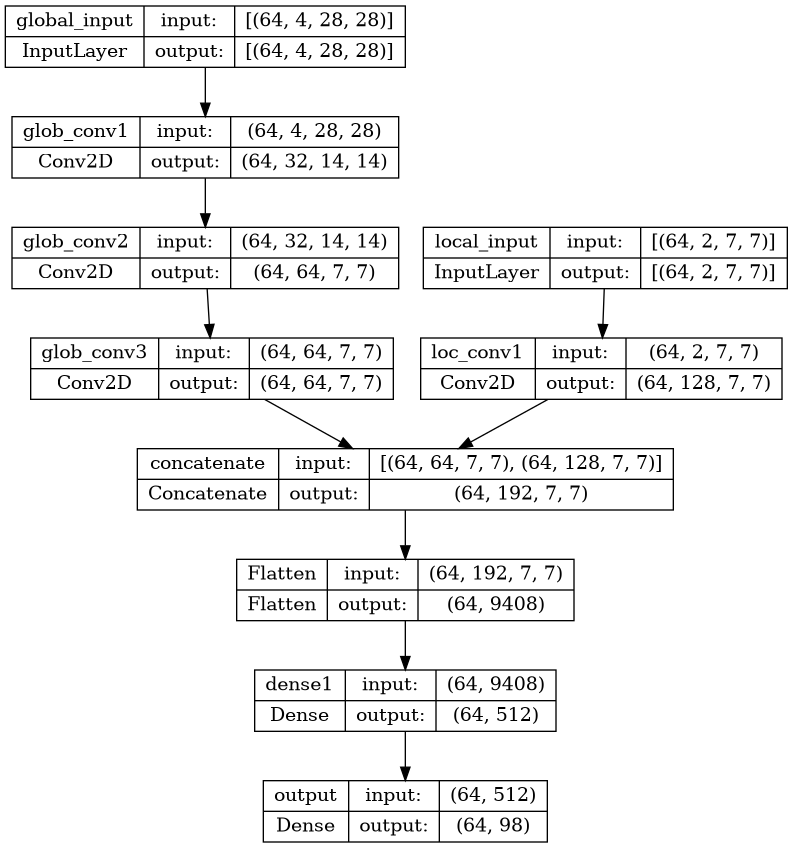 global_input input: [(64, 4, 28, 28)]
InputLayer output: [(64, 4, 28, 28)]
glob_conv1 input: (64, 4, 28, 28)
Conv2D output: (64, 32, 14, 14)
glob_conv2 input: (64, 32, 14, 14)
Conv2D output: (64, 64, 7, 7)
local_input input: [(64, 2, 7, 7)]
InputLayer output: [(64, 2, 7, 7)]
glob_conv3 input: (64, 64, 7, 7)
Conv2D output: (64, 64, 7, 7)
loc_conv1 input: (64, 2, 7, 7)
Conv2D output: (64, 128, 7, 7)
concatenate input: [(64, 64, 7, 7), (64, 128, 7, 7)]
Concatenate output: (64, 192, 7, 7)
Flatten input: (64, 192, 7, 7)
Flatten output: (64, 9408)
dense1 input: (64, 9408)
Dense output: (64, 512)
output input: (64, 512)
Dense output: (64, 98)